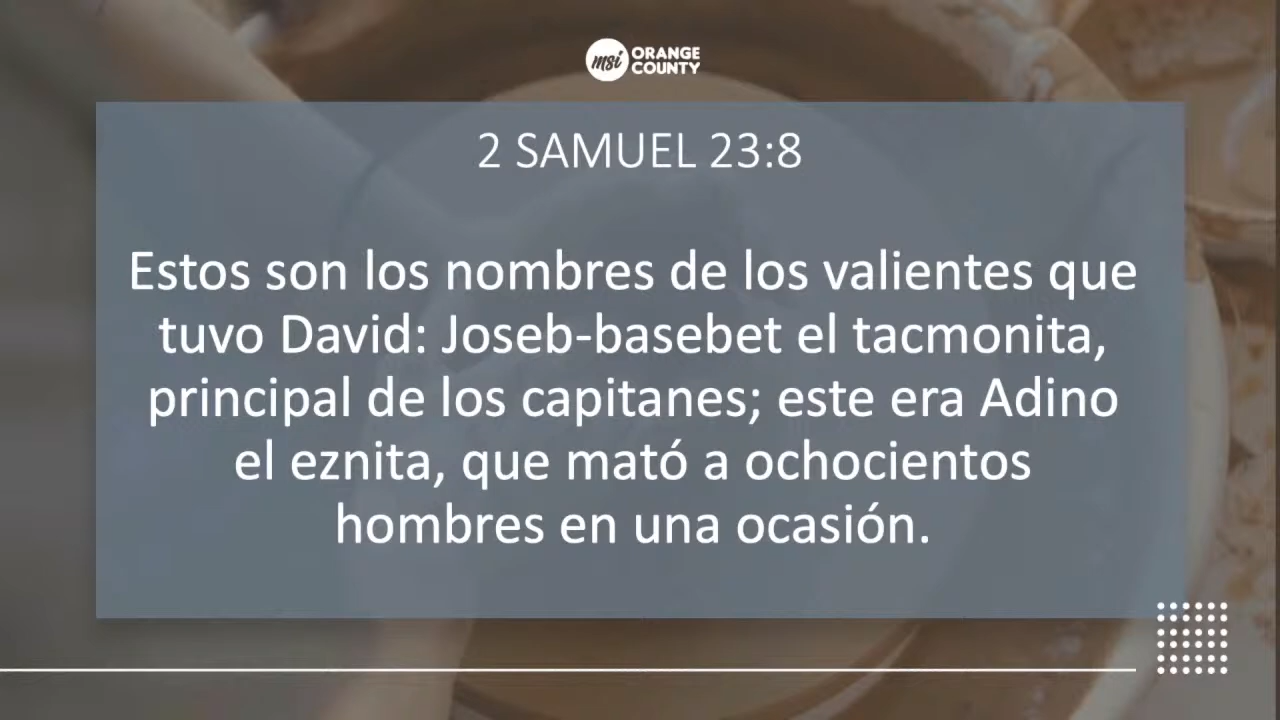 msi ORANGE
COUNTY
2 SAMUEL 23:8
Estos son los nombres de los valientes que
tuvo David: Joseb-basebet el tacmonita,
principal de los capitanes; este era Adino
el eznita, que mató a ochocientos
hombres en una ocasión.